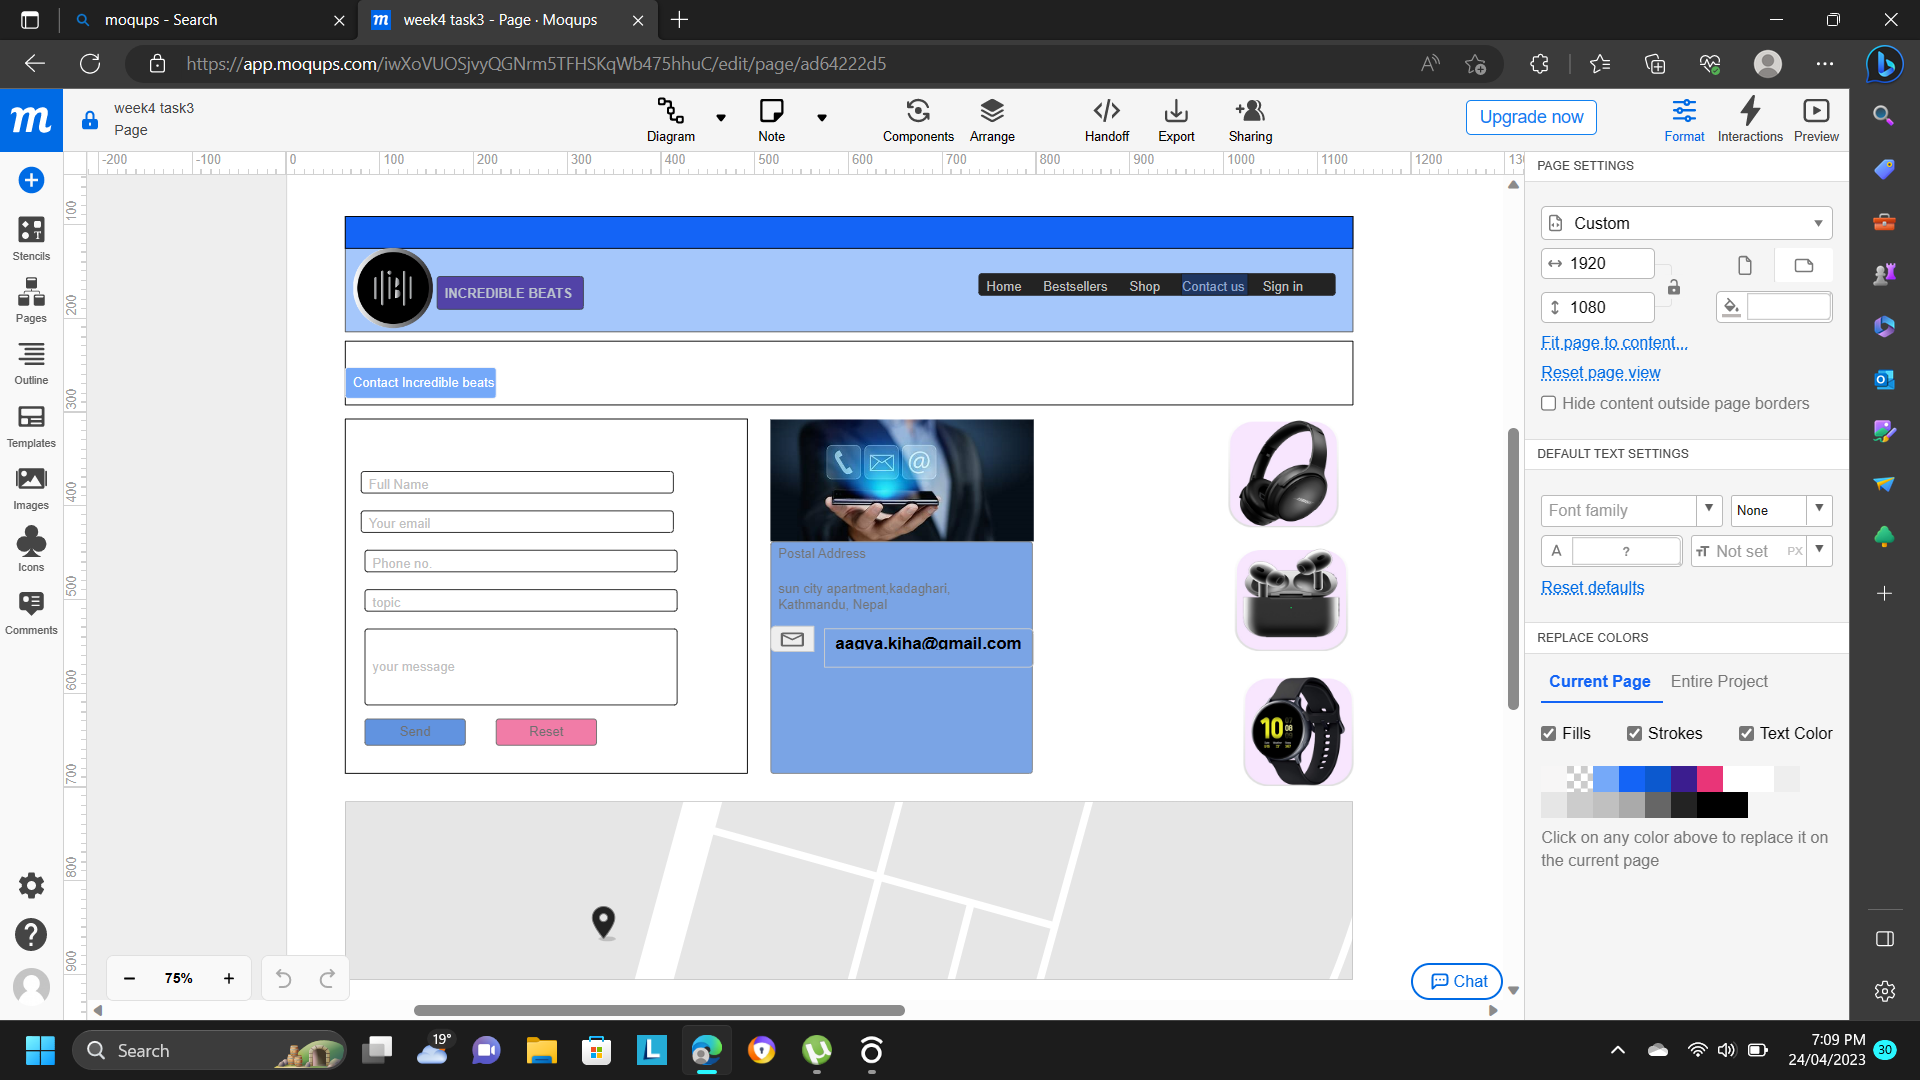 moqups - Search
week4 task3 - Page · Moqups
https://app.moqups.com/iwXoVUOSjvyQGNrm5TFHSKqWb475hhuC/edit/page/ad64222d5
m
week4 task3
Page
Diagram
Note
Components
Arrange
Handoff
Export
Sharing
Upgrade now
Format
Interactions
Preview
-200 -100 0 100 200 300 400 500 600 700 800 900 1000 1100 1200
PAGE SETTINGS
Custom
1920
1080
Fit page to content...
Reset page view
Hide content outside page borders
DEFAULT TEXT SETTINGS
Font family
None
A ?
Not set PX
Reset defaults
REPLACE COLORS
Current Page
Entire Project
Fills
Strokes
Text Color
Click on any color above to replace it on
the current page
Stencils
Pages
Outline
Templates
Images
Icons
Comments
100
200
300
400
500
600
700
800
900
INCREDIBLE BEATS
Home Bestsellers Shop Contact us Sign in
Contact Incredible beats
Full Name
Your email
Phone no.
topic
your message
Send
Reset
Postal Address
sun city apartment,kadaghari,
Kathmandu, Nepal
aagya.kjha@gmail.com
10
75%
Chat
Search
19°
L
7:09 PM
24/04/2023
30